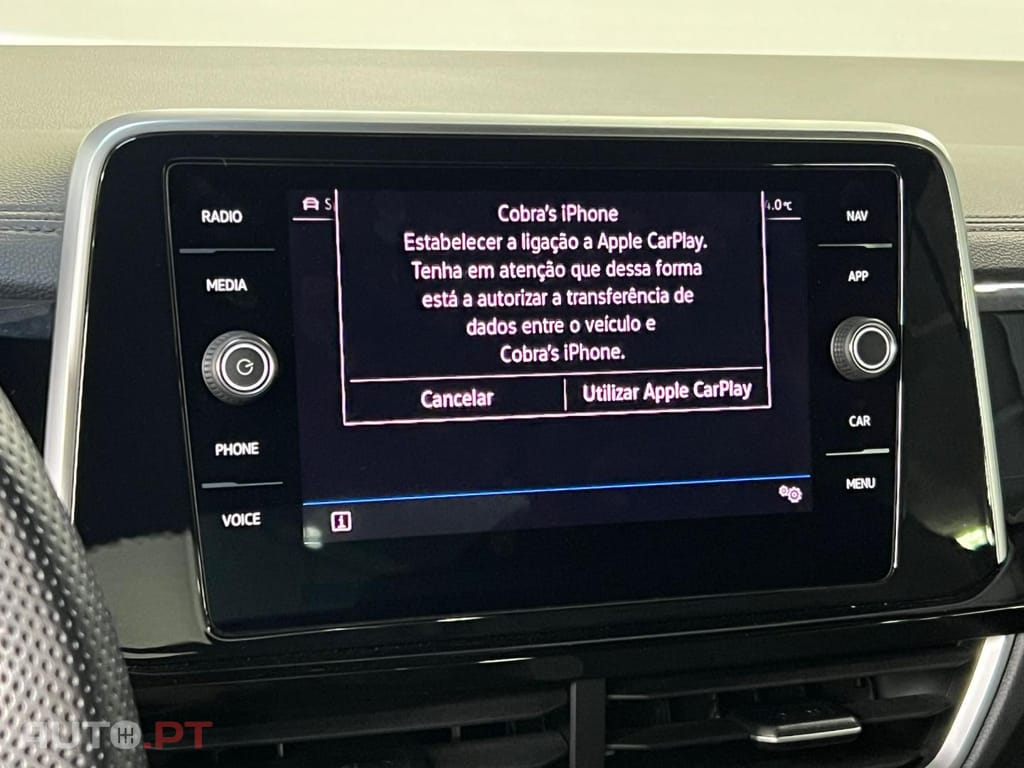 RADIO
MEDIA
PHONE
VOICE
Cobra's iPhone
Estabelecer a ligação a Apple CarPlay.
Tenha em atenção que dessa forma
está a autorizar a transferência de
dados entre o veículo e
Cobra's iPhone.
Cancelar
Utilizar Apple CarPlay
.0°C
NAV
APP
CAR
MENU
AUTO.PT